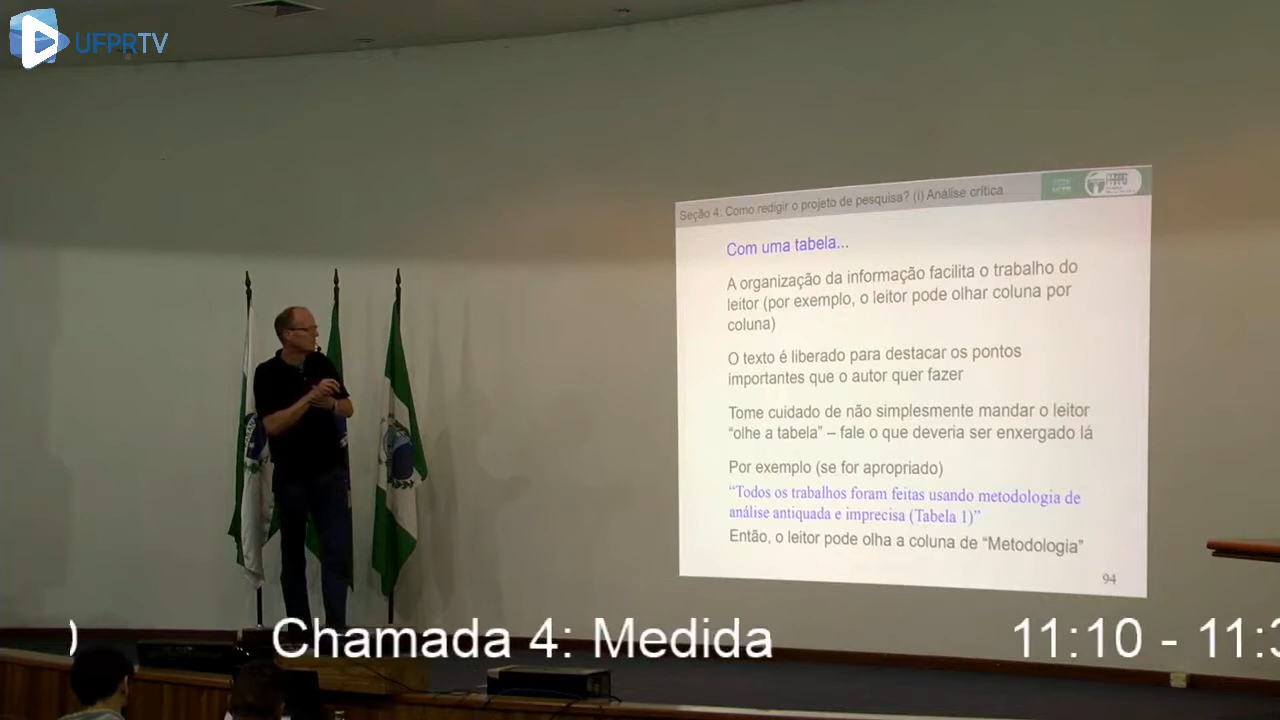 UFPRTV
Seção 4: Como redigir o projeto de pesquisa? (i) Análise crítica
UFPR
PRPPG
Com uma tabela...
A organização da informação facilita o trabalho do
leitor (por exemplo, o leitor pode olhar coluna por
coluna)
O texto é liberado para destacar os pontos
importantes que o autor quer fazer
Tome cuidado de não simplesmente mandar o leitor
“olhe a tabela” – fale o que deveria ser enxergado lá
Por exemplo (se for apropriado)
“Todos os trabalhos foram feitas usando metodologia de
análise antiquada e imprecisa (Tabela 1)”
Então, o leitor pode olha a coluna de “Metodologia”
94
) Chamada 4: Medida 11:10 - 11:3